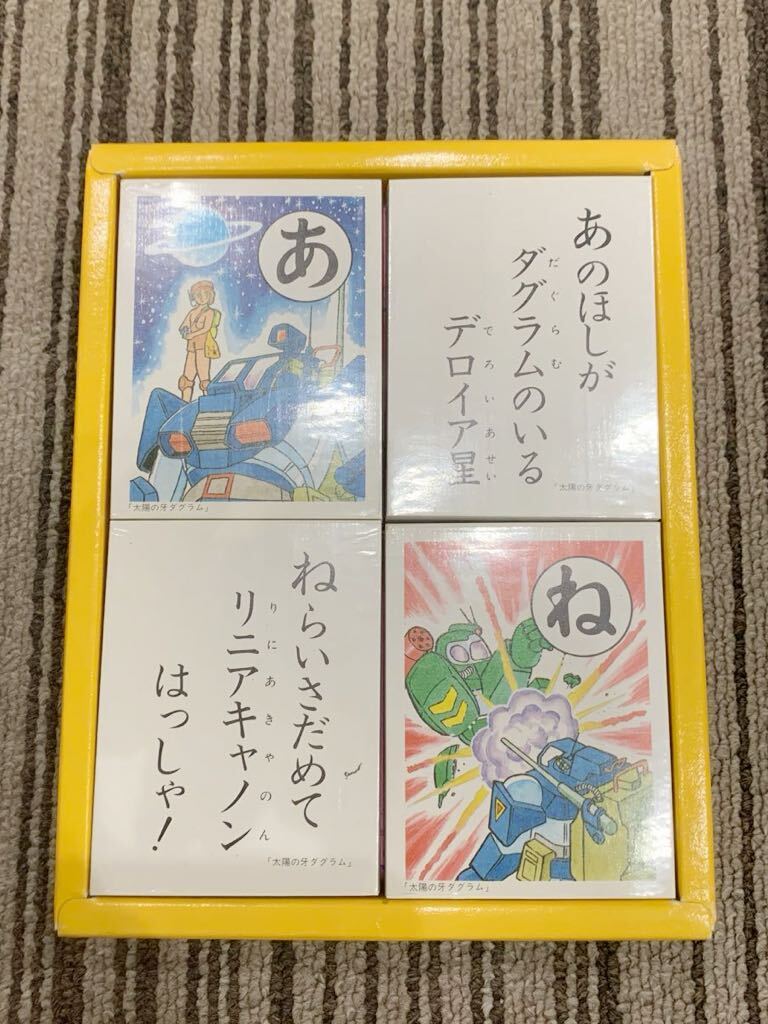 あ
「太陽の牙ダグラム」
あのほしが
ダグラムのいる
だぐらむ
デロイア星
でろいあせい
「太陽の牙ダグラム」
ねらいさだめて
リニアキャノン
りにあきゃのん
はっしゃ！
「太陽の牙ダグラム」
ね
「太陽の牙ダグラム」